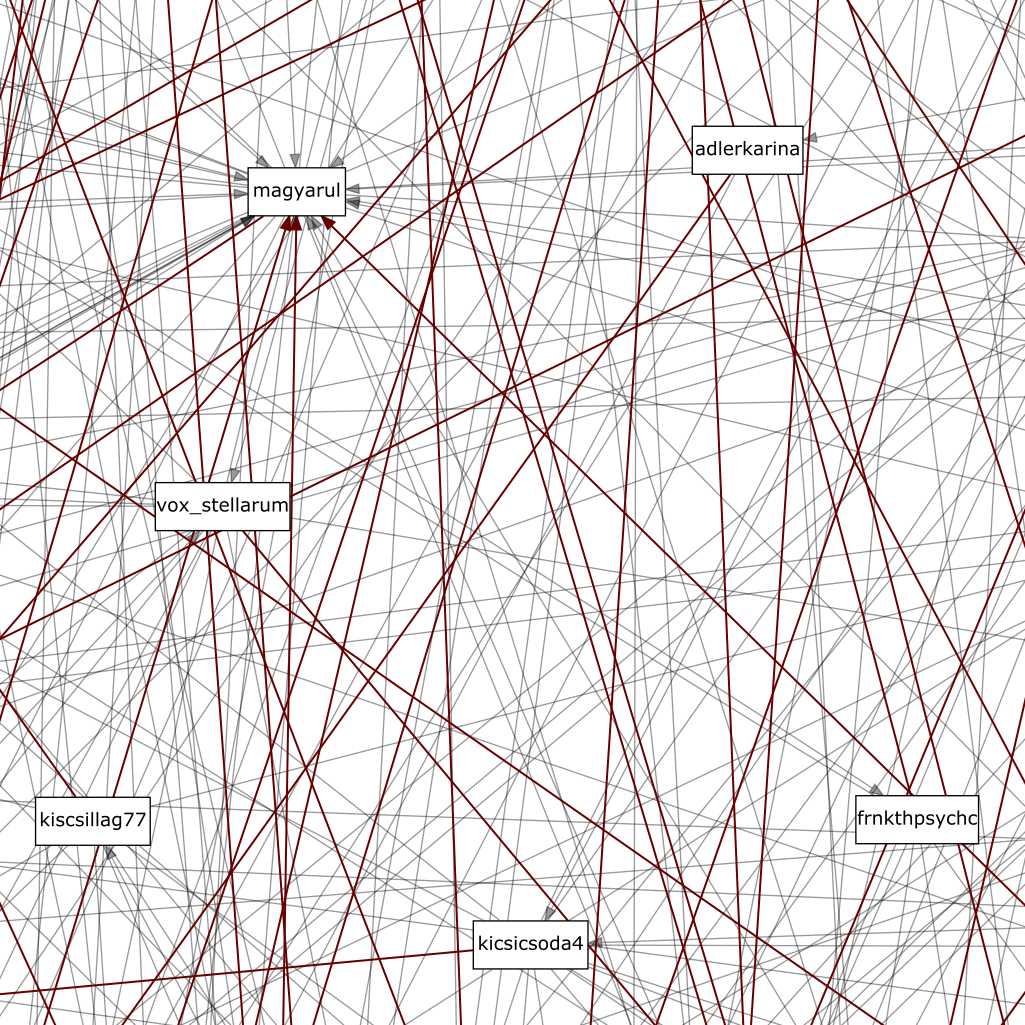 adlerkarina
magyarul
vox_stellarum
kiscsillag77
frnkthpsychc
kicsicsoda4